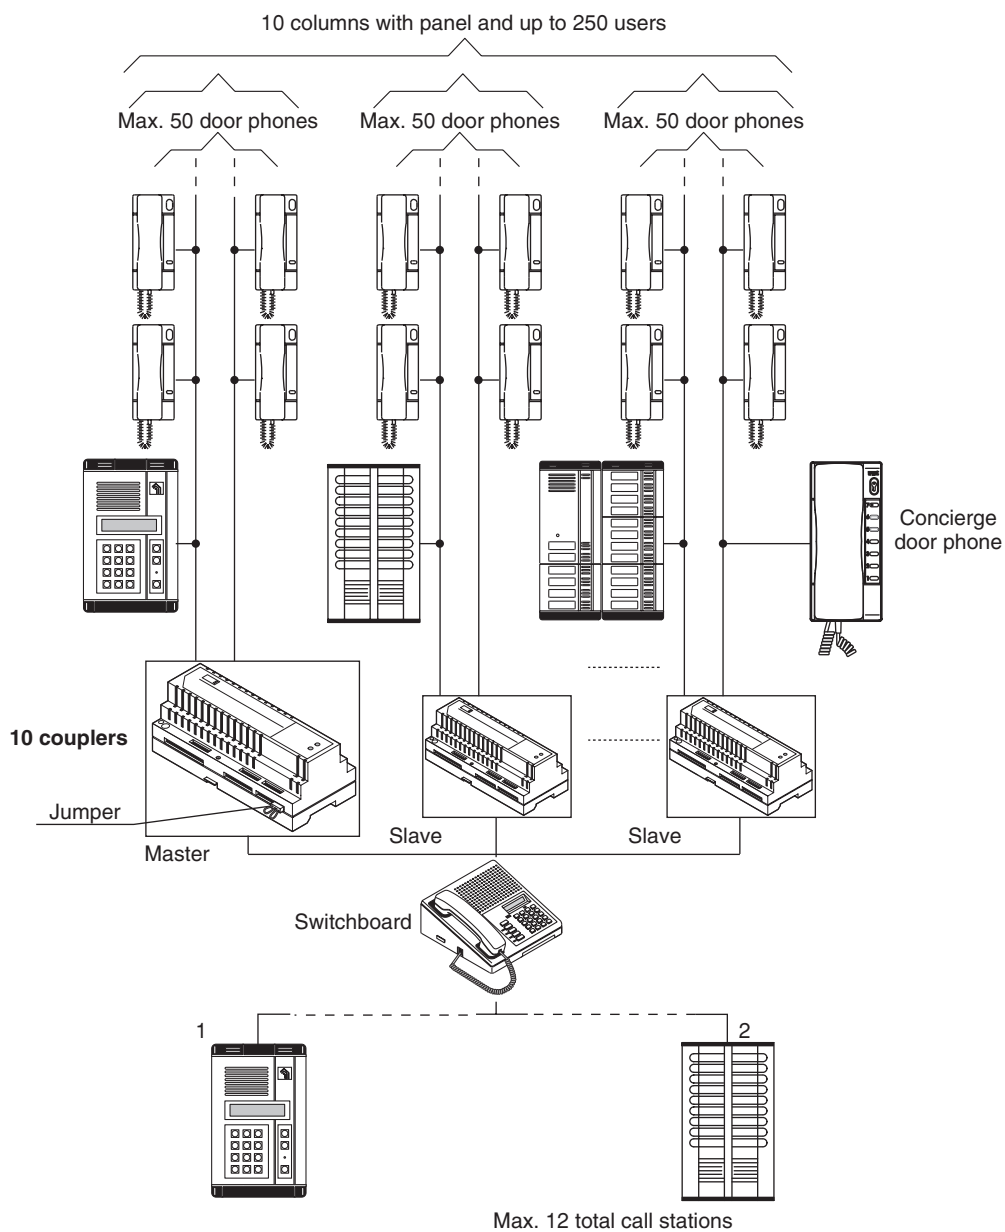 10 columns with panel and up to 250 users
Max. 50 door phones
Max. 50 door phones
Max. 50 door phones
Concierge
door phone
10 couplers
Jumper
Master
Slave
Slave
Switchboard
1
2
Max. 12 total call stations